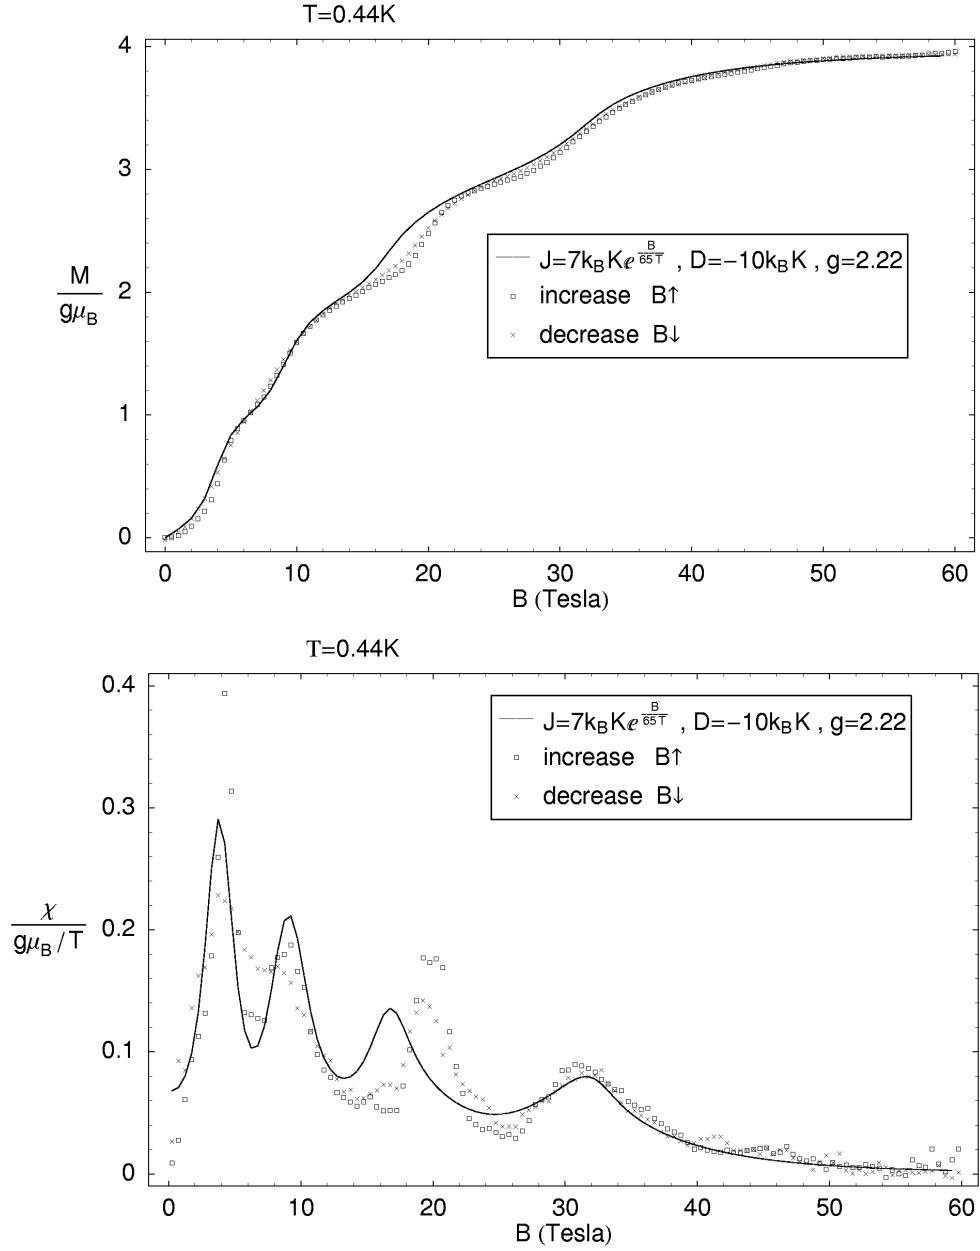 T=0.44K
4
3
2
1
0
M
gμB
J=7kBKe^(B/65T) , D=−10kBK , g=2.22
increase B↑
decrease B↓
0 10 20 30 40 50 60
B (Tesla)
T=0.44K
0.4
0.3
0.2
0.1
0
χ
gμB/T
J=7kBKe^(B/65T) , D=−10kBK , g=2.22
increase B↑
decrease B↓
0 10 20 30 40 50 60
B (Tesla)